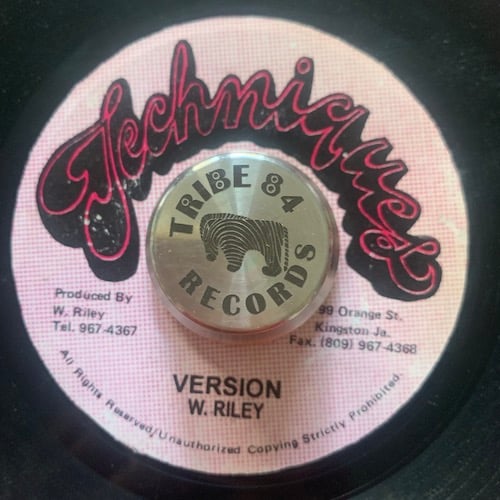 Techniques
TRIBE 84
RECORDS
Produced By
W. Riley
Tel. 967-4367
99 Orange St.
Kingston Ja.
Fax. (809) 967-4368
VERSION
W. RILEY
All Rights Reserved/Unauthorized Copying Strictly Prohibited.